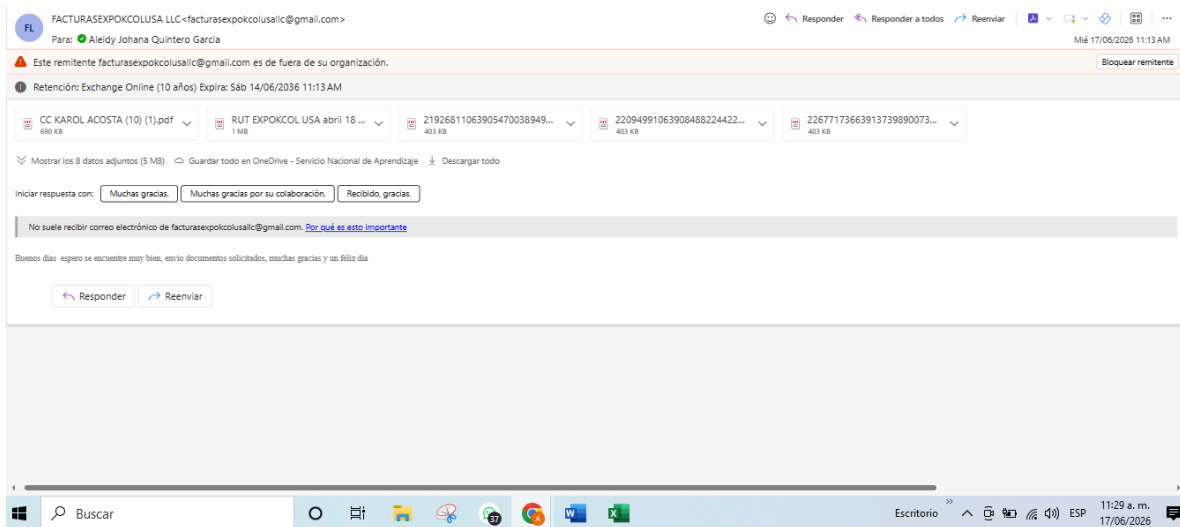 FL
FACTURASEXPOKCOLUSA LLC<facturasexpokcolusallc@gmail.com>
Responder Responder a todos Reenviar
Para: Aleidy Johana Quintero Garcia
Mié 17/06/2026 11:13 AM
Este remitente facturasexpokcolusallc@gmail.com es de fuera de su organización.
Bloquear remitente
Retención: Exchange Online (10 años) Expira: Sáb 14/06/2036 11:13 AM
CC KAROL ACOSTA (10) (1).pdf
690 KB
RUT EXPOKCOL USA abril 18 ...
1 MB
21926811063905470038949...
403 KB
22094991063908488224422...
403 KB
22677173663913739890073...
403 KB
Mostrar los 8 datos adjuntos (5 MB) Guardar todo en OneDrive - Servicio Nacional de Aprendizaje Descargar todo
Iniciar respuesta con: Muchas gracias. Muchas gracias por su colaboración. Recibido, gracias.
No suele recibir correo electrónico de facturasexpokcolusallc@gmail.com. Por qué es esto importante
Buenos dias espero se encuentre muy bien, envio documentos solicitados, muchas gracias y un feliz dia
Responder Reenviar
Buscar
37
Escritorio
ESP
11:29 a. m.
17/06/2026